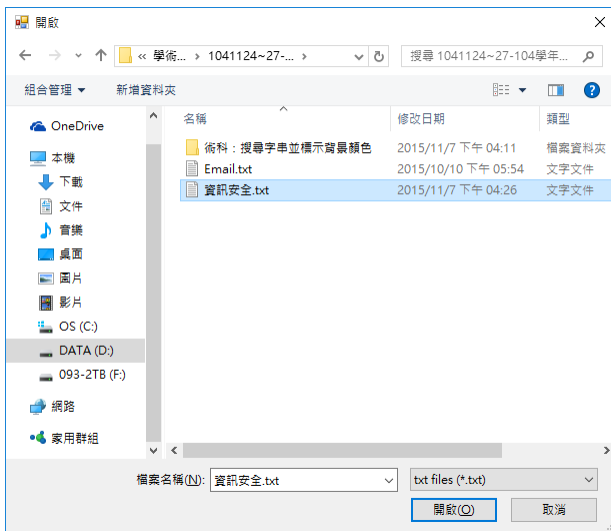 開啟
« 學術... › 1041124~27-... ›
搜尋 1041124~27-104學年...
組合管理 新增資料夾
名稱 修改日期 類型
OneDrive
本機
下載
文件
音樂
桌面
圖片
影片
OS (C:)
DATA (D:)
093-2TB (F:)
網路
家用群組
術科：搜尋字串並標示背景顏色 2015/11/7 下午 04:11 檔案資料夾
Email.txt 2015/10/10 下午 05:54 文字文件
資訊安全.txt 2015/11/7 下午 04:26 文字文件
檔案名稱(N): 資訊安全.txt txt files (*.txt)
開啟(O) 取消